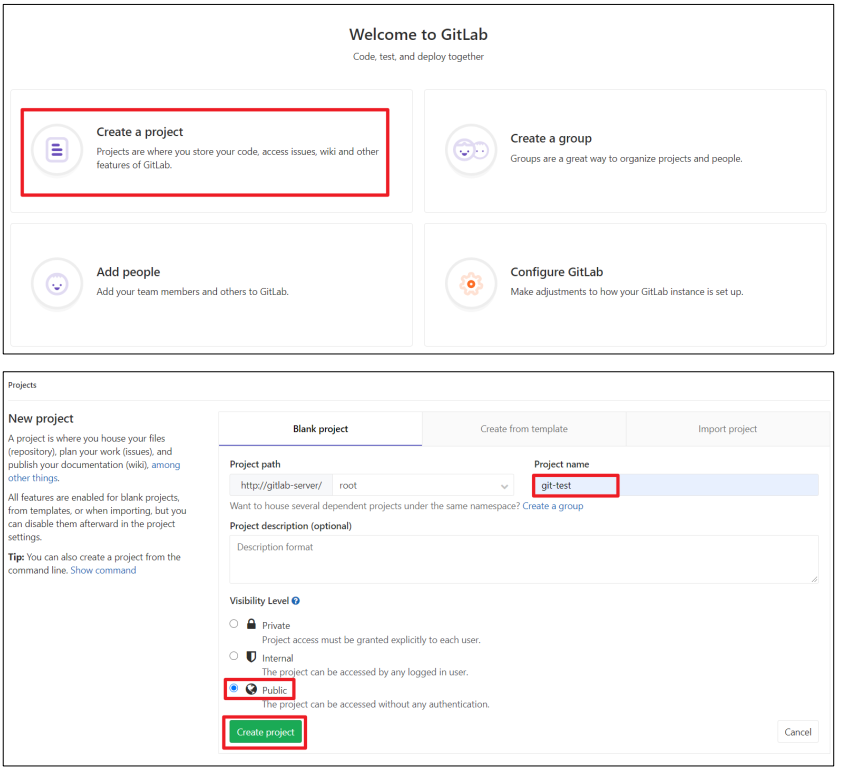 Welcome to GitLab
Code, test, and deploy together
Create a project
Projects are where you store your code, access issues, wiki and other
features of GitLab.
Create a group
Groups are a great way to organize projects and people.
Add people
Add your team members and others to GitLab.
Configure GitLab
Make adjustments to how your GitLab instance is set up.
Projects
New project
A project is where you house your files
(repository), plan your work (issues), and
publish your documentation (wiki), among
other things.
All features are enabled for blank projects,
from templates, or when importing, but you
can disable them afterward in the project
settings.
Tip: You can also create a project from the
command line. Show command
Blank project
Create from template
Import project
Project path
http://gitlab-server/
root
Project name
git-test
Want to house several dependent projects under the same namespace? Create a group
Project description (optional)
Description format
Visibility Level ?
Private
Project access must be granted explicitly to each user.
Internal
The project can be accessed by any logged in user.
Public
The project can be accessed without any authentication.
Create project
Cancel